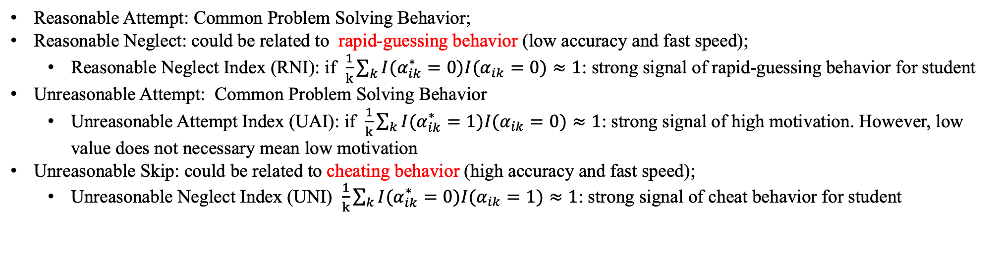 • Reasonable Attempt: Common Problem Solving Behavior;
• Reasonable Neglect: could be related to rapid-guessing behavior (low accuracy and fast speed);
• Reasonable Neglect Index (RNI): if $\frac{1}{k}\sum_k I(\alpha_{ik}^* = 0)I(\alpha_{ik} = 0) \approx 1$: strong signal of rapid-guessing behavior for student
• Unreasonable Attempt: Common Problem Solving Behavior
• Unreasonable Attempt Index (UAI): if $\frac{1}{k}\sum_k I(\alpha_{ik}^* = 1)I(\alpha_{ik} = 0) \approx 1$: strong signal of high motivation. However, low
value does not necessary mean low motivation
• Unreasonable Skip: could be related to cheating behavior (high accuracy and fast speed);
• Unreasonable Neglect Index (UNI) $\frac{1}{k}\sum_k I(\alpha_{ik}^* = 0)I(\alpha_{ik} = 1) \approx 1$: strong signal of cheat behavior for student